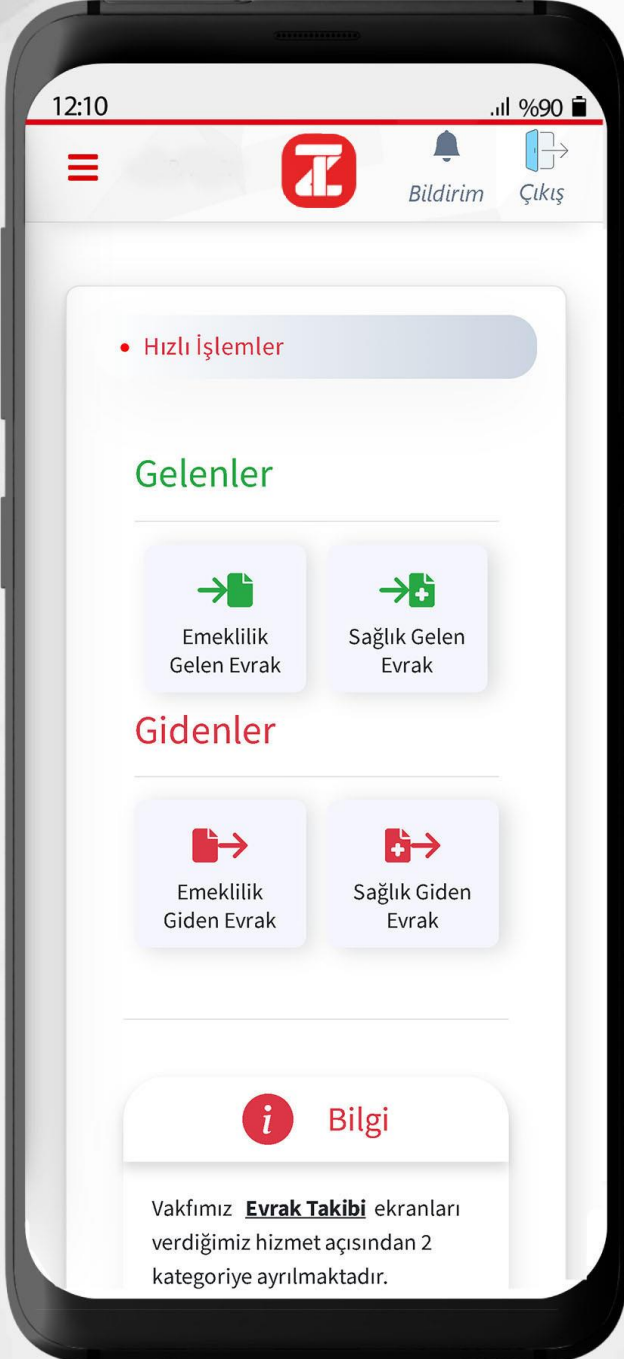 12:10
%90
Bildirim
Çıkış
Hızlı İşlemler
Gelenler
Emeklilik
Gelen Evrak
Sağlık Gelen
Evrak
Gidenler
Emeklilik
Giden Evrak
Sağlık Giden
Evrak
i
Bilgi
Vakfımız Evrak Takibi ekranları
verdiğimiz hizmet açısından 2
kategoriye ayrılmaktadır.